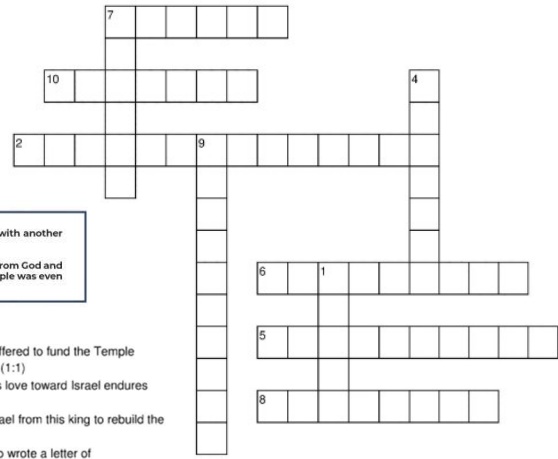 7
10
4
2
9
with another
rom God and
ple was even
6
1
5
ffered to fund the Temple
(1:1)
s love toward Israel endures
8
ael from this king to rebuild the
o wrote a letter of